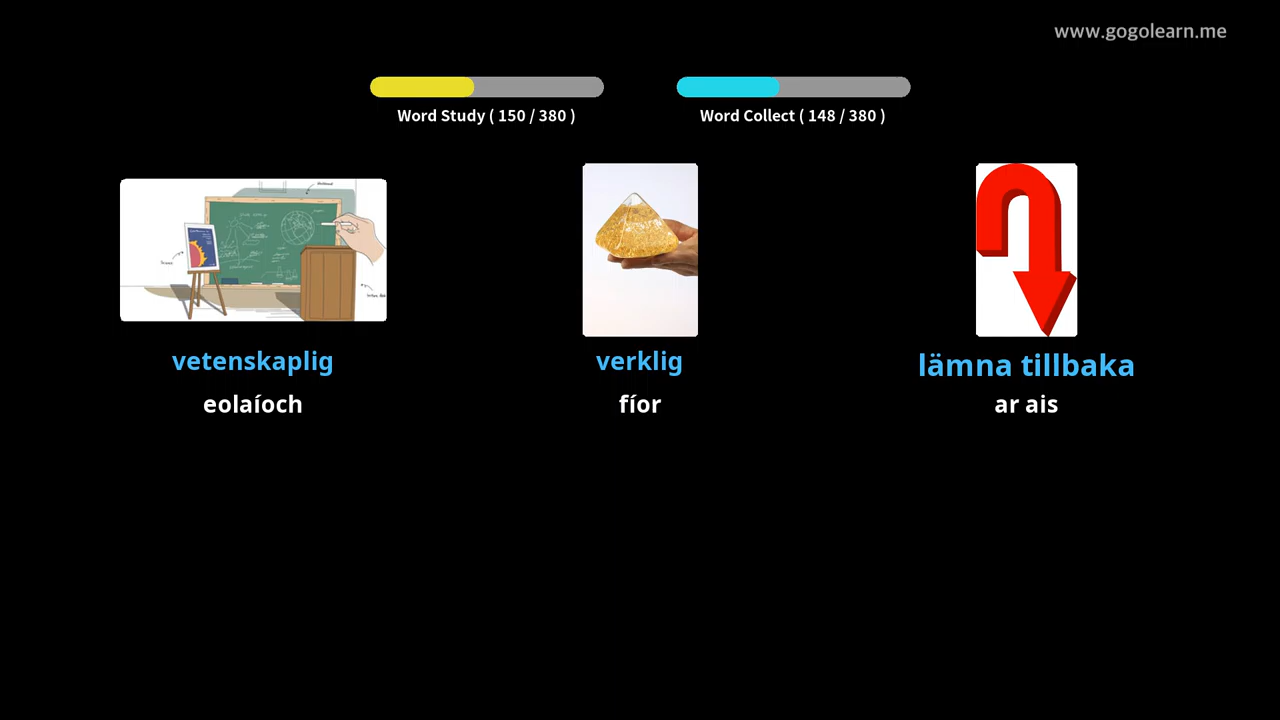 www.gogolearn.me
Word Study ( 150 / 380 )
Word Collect ( 148 / 380 )
vetenskaplig
verklig
lämna tillbaka
eolaíoch
fíor
ar ais